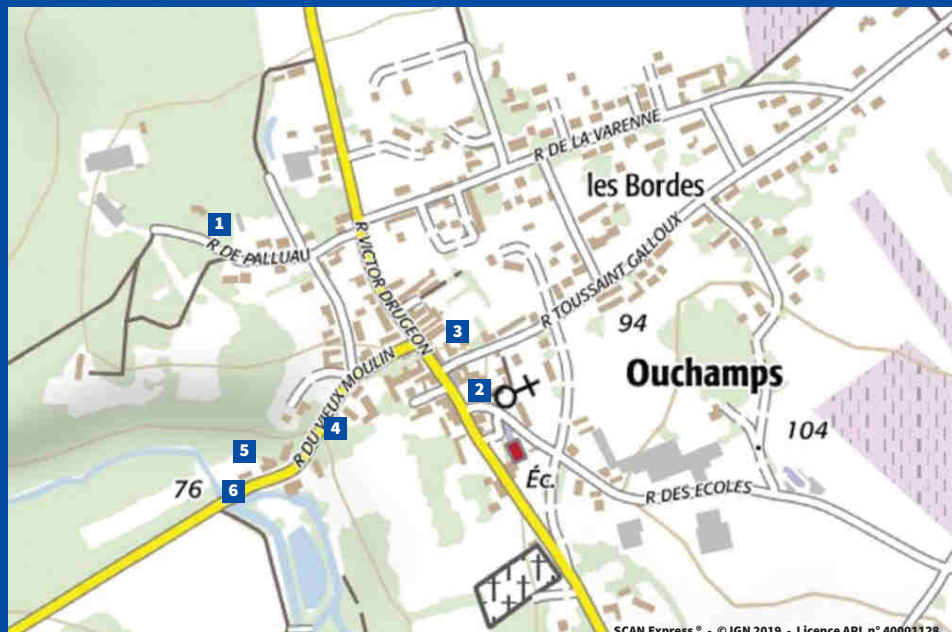 R DE LA VARENNE
les Bordes
1
R DE PALLUAU
R VICTOR DRUGEON
R TOUSSAINT GALLOUX
3
94
Ouchamps
R DU VIEUX MOULIN
2
4
104
5
Éc.
76
6
R DES ECOLES
SCAN Express® - © IGN 2019 - Licence API n° 40001128